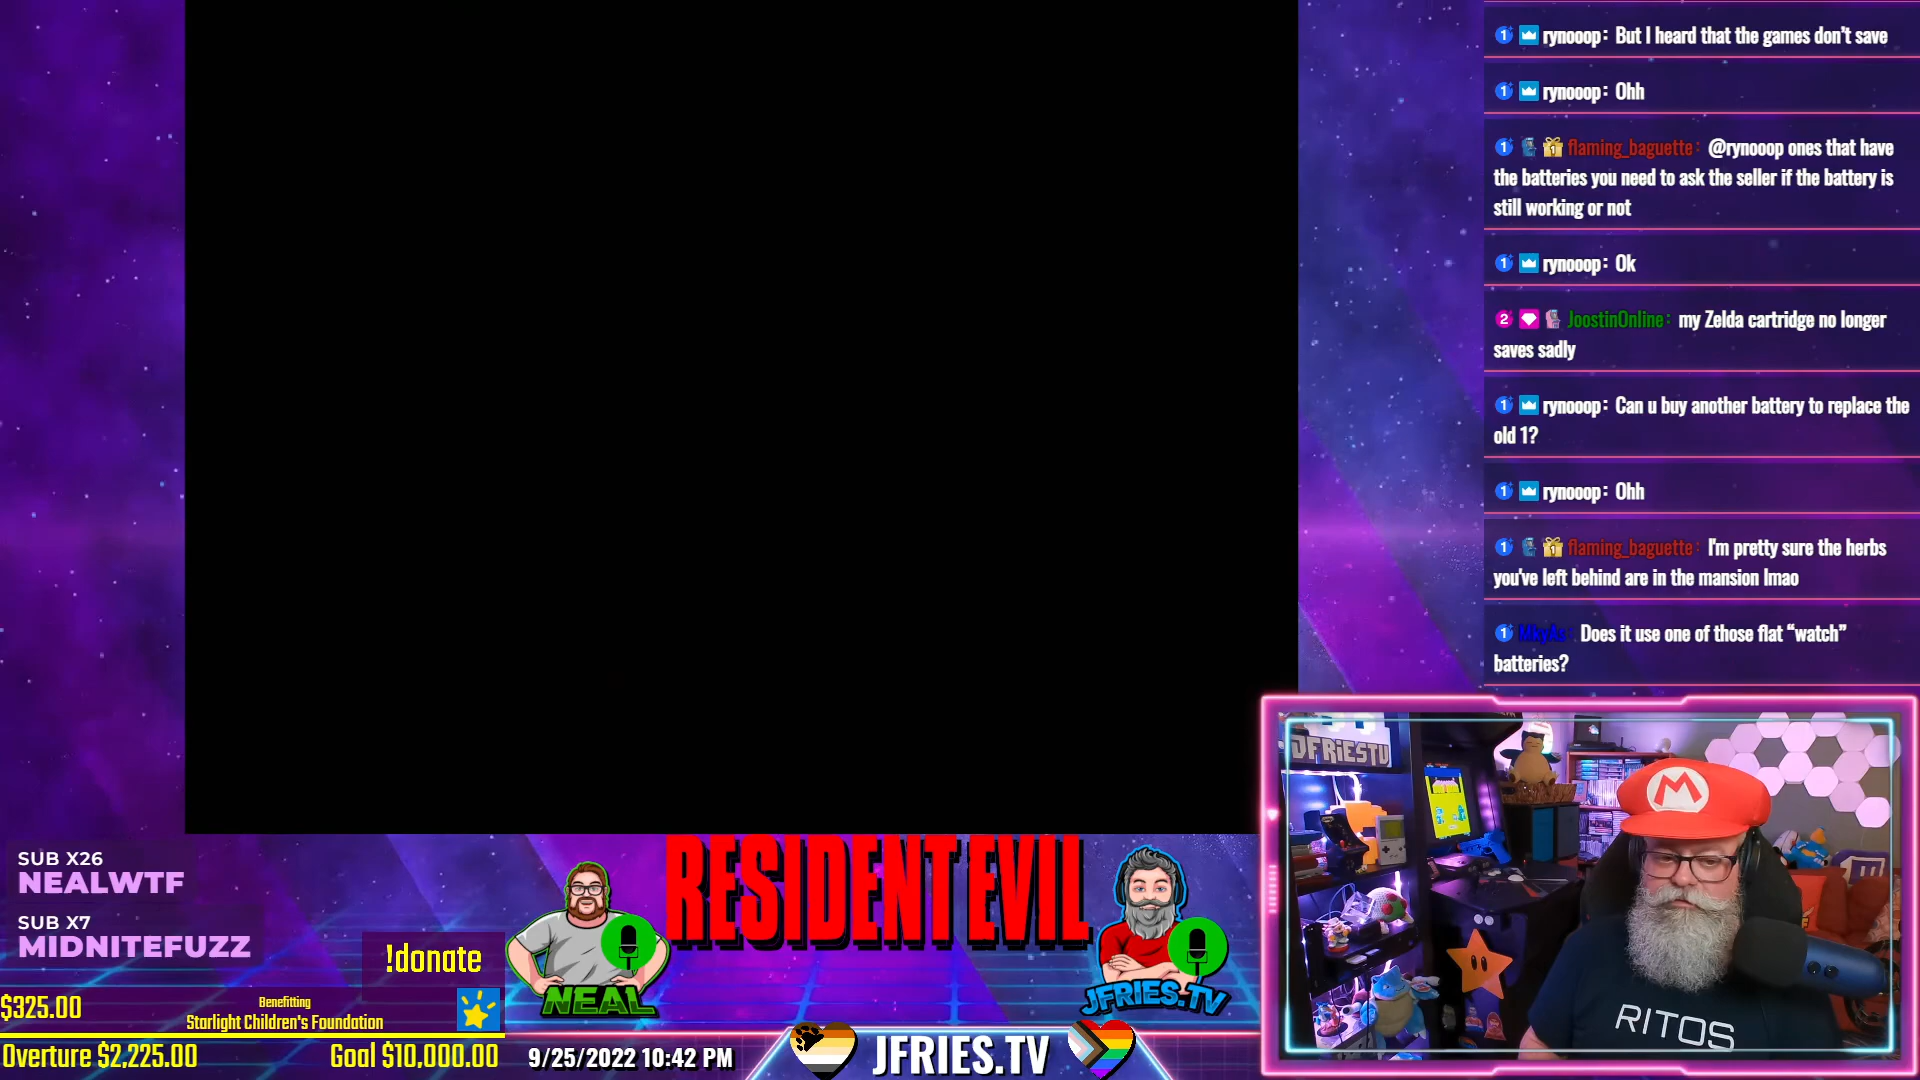 rynooop: But I heard that the games don't save
rynooop: Ohh
flaming_baguette: @rynooop ones that have
the batteries you need to ask the seller if the battery is
still working or not
rynooop: Ok
JoostinOnline: my Zelda cartridge no longer
saves sadly
rynooop: Can u buy another battery to replace the
old 1?
rynooop: Ohh
flaming_baguette: I'm pretty sure the herbs
you've left behind are in the mansion lmao
Does it use one of those flat “watch”
batteries?
JFRIESTV
M
RITOS
SUB X26
NEALWTF
SUB X7
MIDNITEFUZZ
!donate
$325.00
Benefitting
Starlight Children's Foundation
Overture $2,225.00
Goal $10,000.00
NEAL
RESIDENT EVIL
JFRIES.TV
9/25/2022 10:42 PM
JFRIES.TV